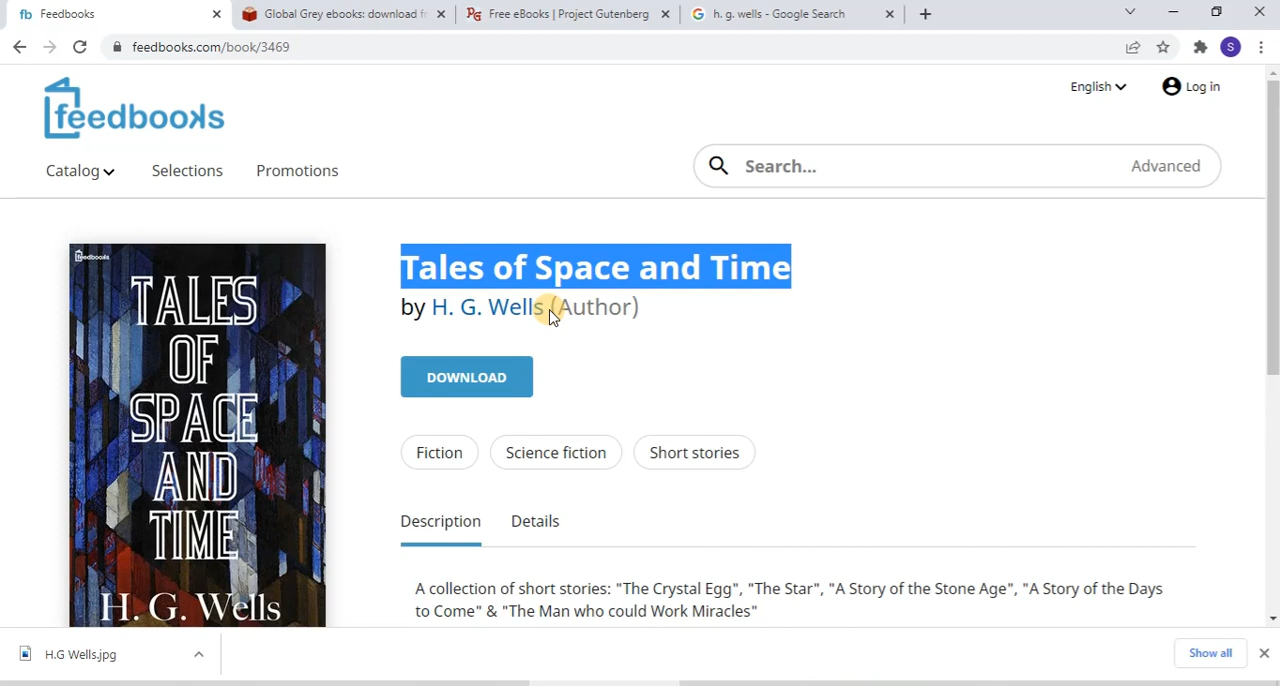 Feedbooks
Global Grey ebooks: download f
Free eBooks | Project Gutenberg
h. g. wells - Google Search
feedbooks.com/book/3469
S
feedbooks
English
Log in
Catalog
Selections
Promotions
Search...
Advanced
feedbooks
TALES
OF
SPACE
AND
TIME
H. G. Wells
Tales of Space and Time
by H. G. Wells (Author)
DOWNLOAD
Fiction
Science fiction
Short stories
Description
Details
A collection of short stories: "The Crystal Egg", "The Star", "A Story of the Stone Age", "A Story of the Days
to Come" & "The Man who could Work Miracles"
H.G Wells.jpg
Show all